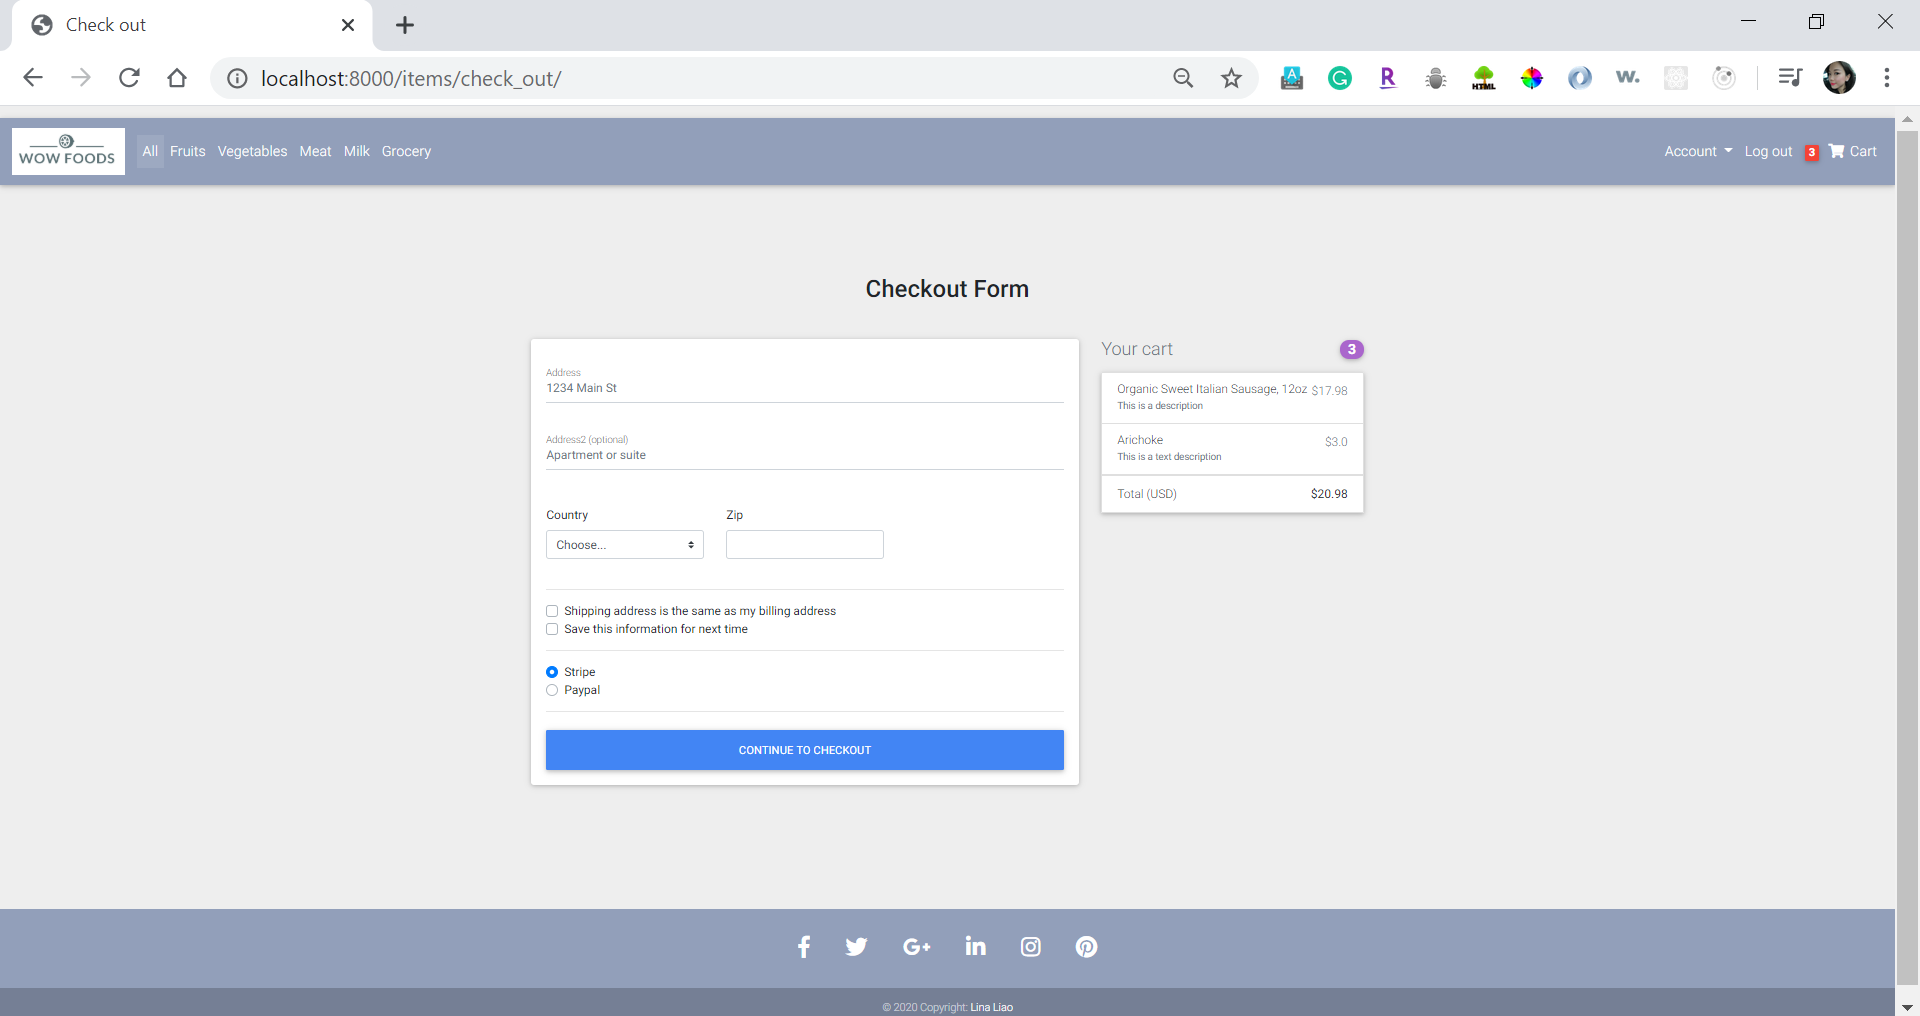 Check out
localhost:8000/items/check_out/
A
G
R
HTML
w.
WOW FOODS
All Fruits Vegetables Meat Milk Grocery
Account Log out 3 Cart
Checkout Form
Address
1234 Main St
Address2 (optional)
Apartment or suite
Country Zip
Choose...
Shipping address is the same as my billing address
Save this information for next time
Stripe
Paypal
CONTINUE TO CHECKOUT
Your cart 3
Organic Sweet Italian Sausage, 12oz $17.98
This is a description
Arichoke $3.0
This is a text description
Total (USD) $20.98
© 2020 Copyright: Lina Liao